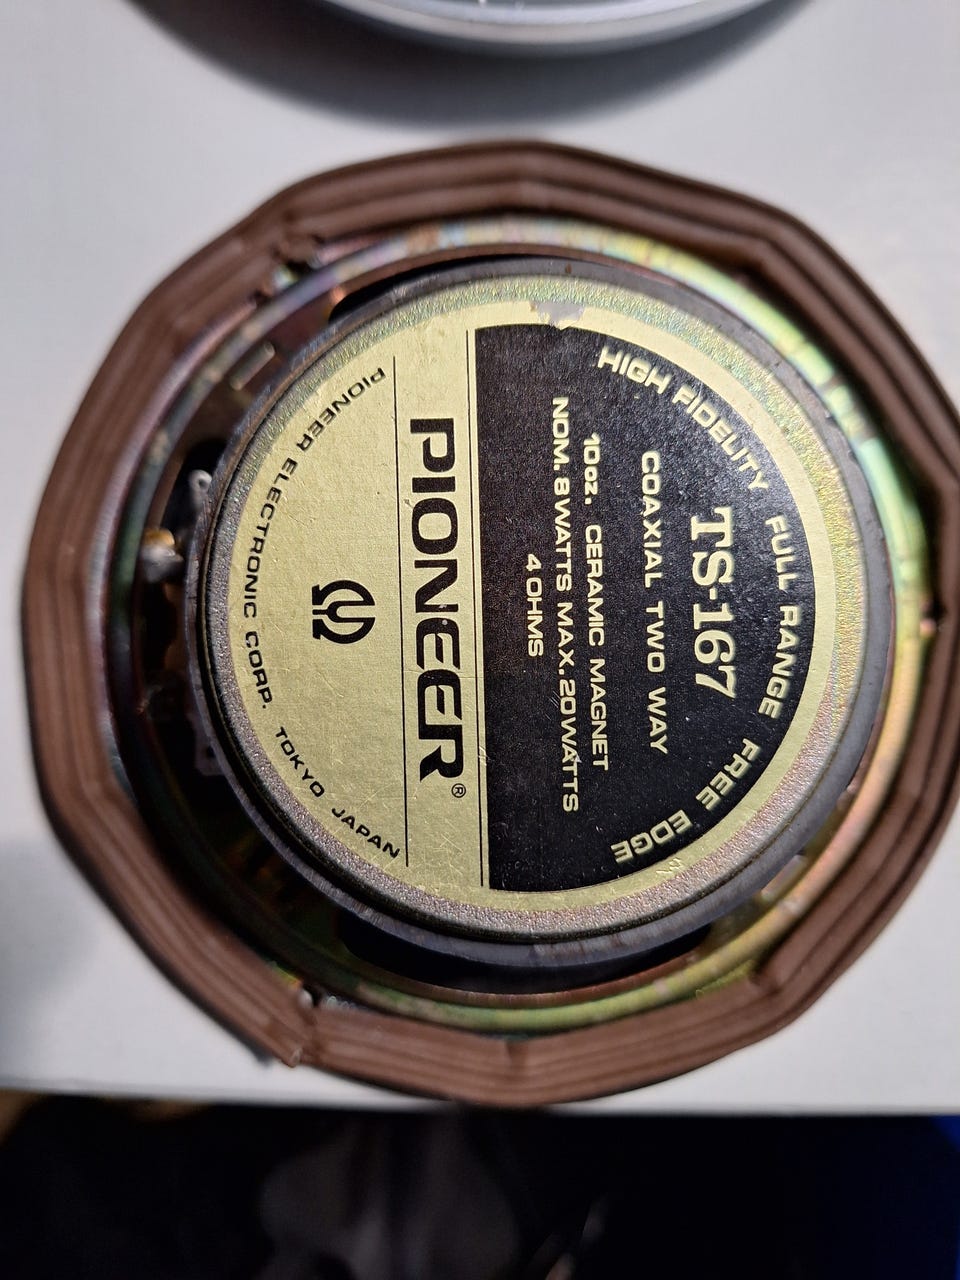 HIGH FIDELITY FULL RANGE FREE EDGE
TS-167
COAXIAL TWO WAY
10oz. CERAMIC MAGNET
NOM. 8WATTS MAX. 20WATTS
4 OHMS
PIONEER®
PIONEER ELECTRONIC CORP. TOKYO JAPAN